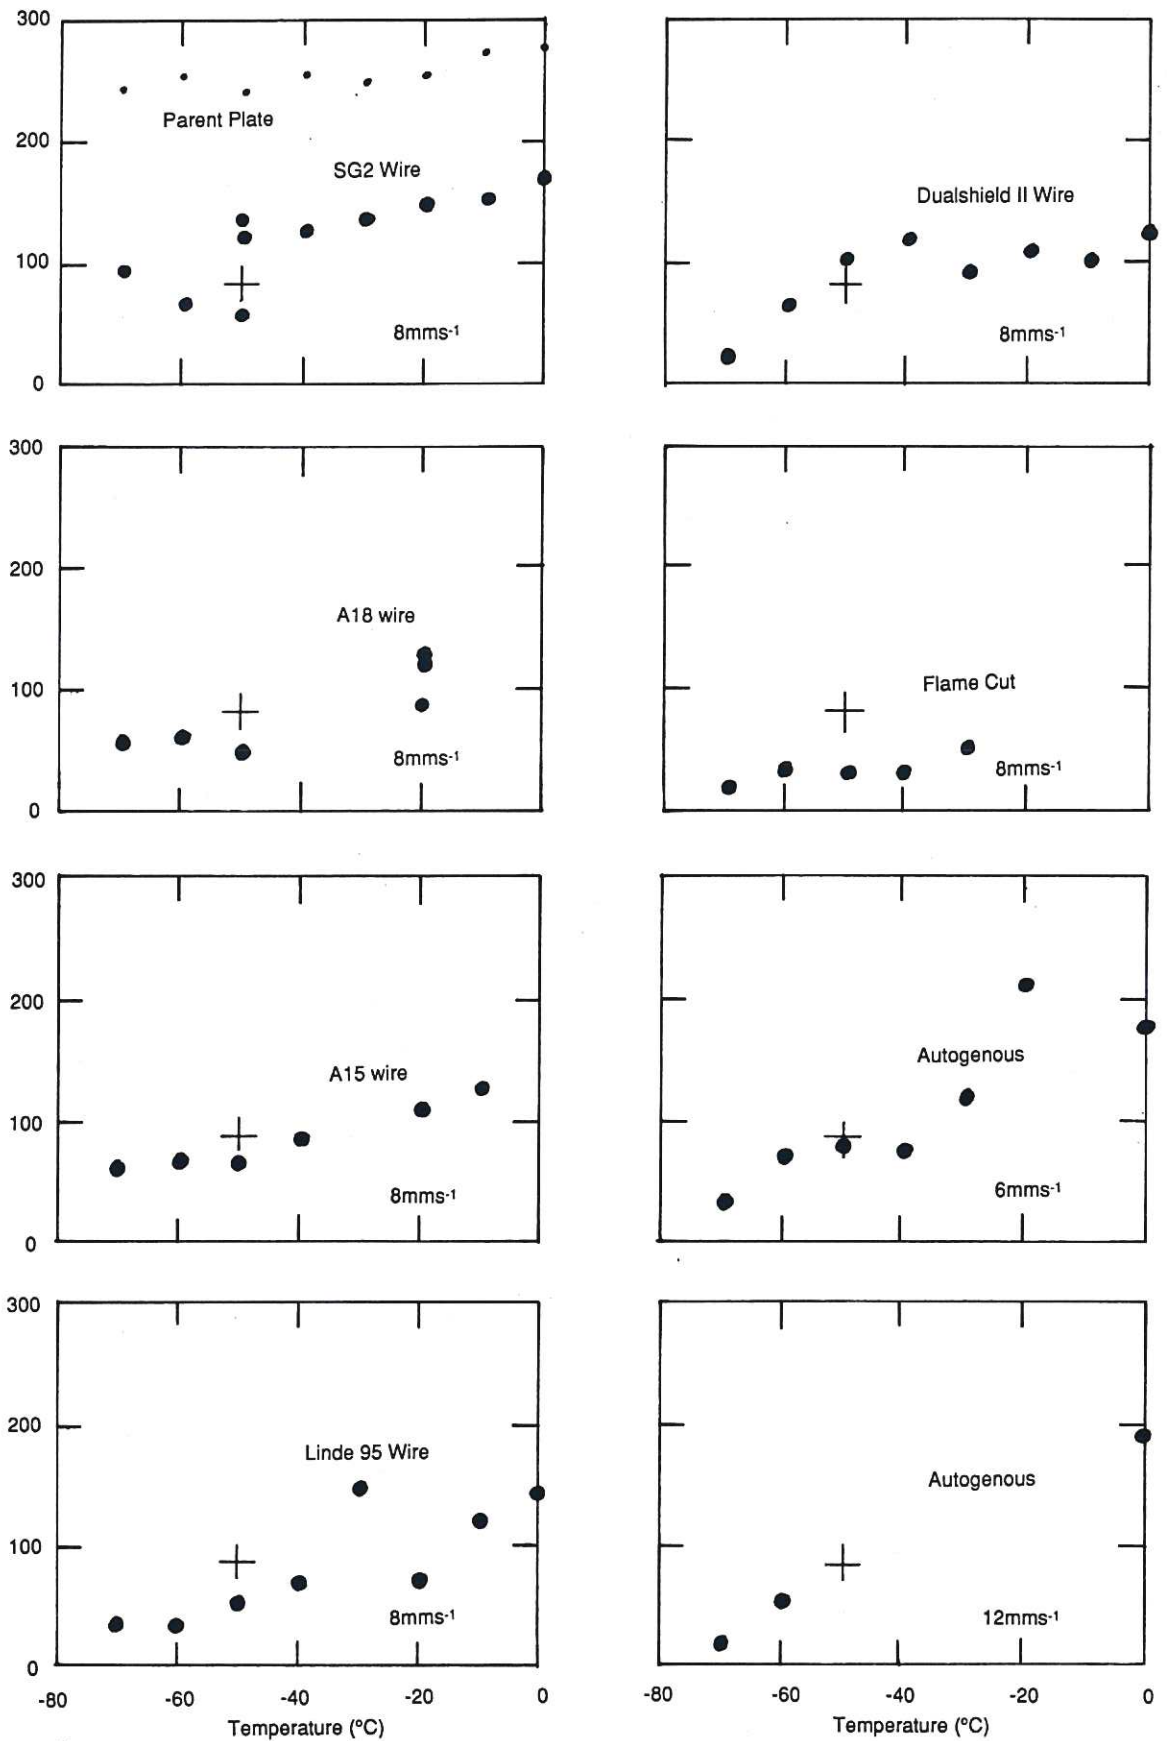 300
200
100
0
Parent Plate
SG2 Wire
8mms-1
Dualshield II Wire
8mms-1
300
200
100
0
A18 wire
8mms-1
Flame Cut
8mms-1
300
200
100
0
A15 wire
8mms-1
Autogenous
6mms-1
300
200
100
0
Linde 95 Wire
8mms-1
Autogenous
12mms-1
-80 -60 -40 -20 0
Temperature (ºC)
-80 -60 -40 -20 0
Temperature (ºC)